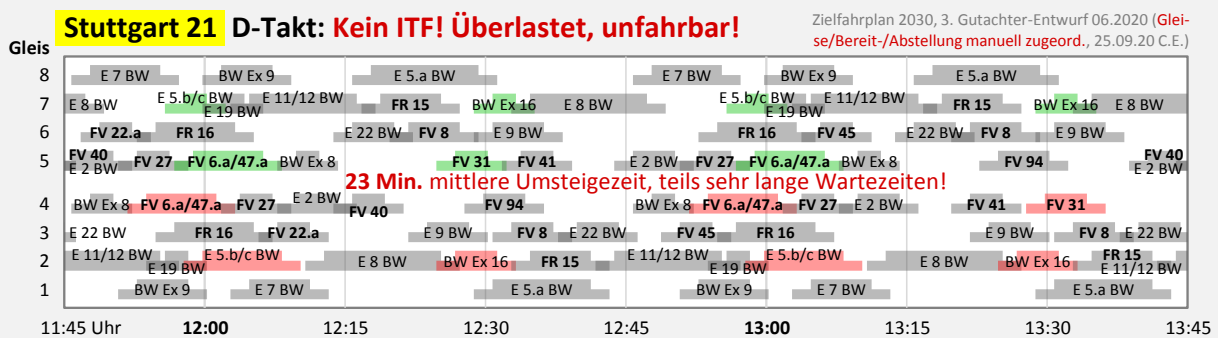 Stuttgart 21 D-Takt: Kein ITF! Überlastet, unfahrbar!
Zielfahrplan 2030, 3. Gutachter-Entwurf 06.2020 (Glei-
se/Bereit-/Abstellung manuell zugeord., 25.09.20 C.E.)
Gleis
8 E 7 BW BW Ex 9 E 5.a BW E 7 BW BW Ex 9 E 5.a BW
7 E 8 BW E 5.b/c BW E 19 BW E 11/12 BW FR 15 BW Ex 16 E 8 BW E 5.b/c BW E 19 BW E 11/12 BW FR 15 BW Ex 16 E 8 BW
6 FV 22.a FR 16 E 22 BW FV 8 E 9 BW FR 16 FV 45 E 22 BW FV 8 E 9 BW
5 FV 40 E 2 BW FV 27 FV 6.a/47.a BW Ex 8 FV 31 FV 41 E 2 BW FV 27 FV 6.a/47.a BW Ex 8 FV 94 FV 40 E 2 BW
23 Min. mittlere Umsteigezeit, teils sehr lange Wartezeiten!
4 BW Ex 8 FV 6.a/47.a FV 27 E 2 BW FV 40 FV 94 BW Ex 8 FV 6.a/47.a FV 27 E 2 BW FV 41 FV 31
3 E 22 BW FR 16 FV 22.a E 9 BW FV 8 E 22 BW FV 45 FR 16 E 9 BW FV 8 E 22 BW
2 E 11/12 BW E 19 BW E 5.b/c BW E 8 BW BW Ex 16 FR 15 E 11/12 BW E 19 BW E 5.b/c BW E 8 BW BW Ex 16 FR 15 E 11/12 BW
1 BW Ex 9 E 7 BW E 5.a BW BW Ex 9 E 7 BW E 5.a BW
11:45 Uhr 12:00 12:15 12:30 12:45 13:00 13:15 13:30 13:45